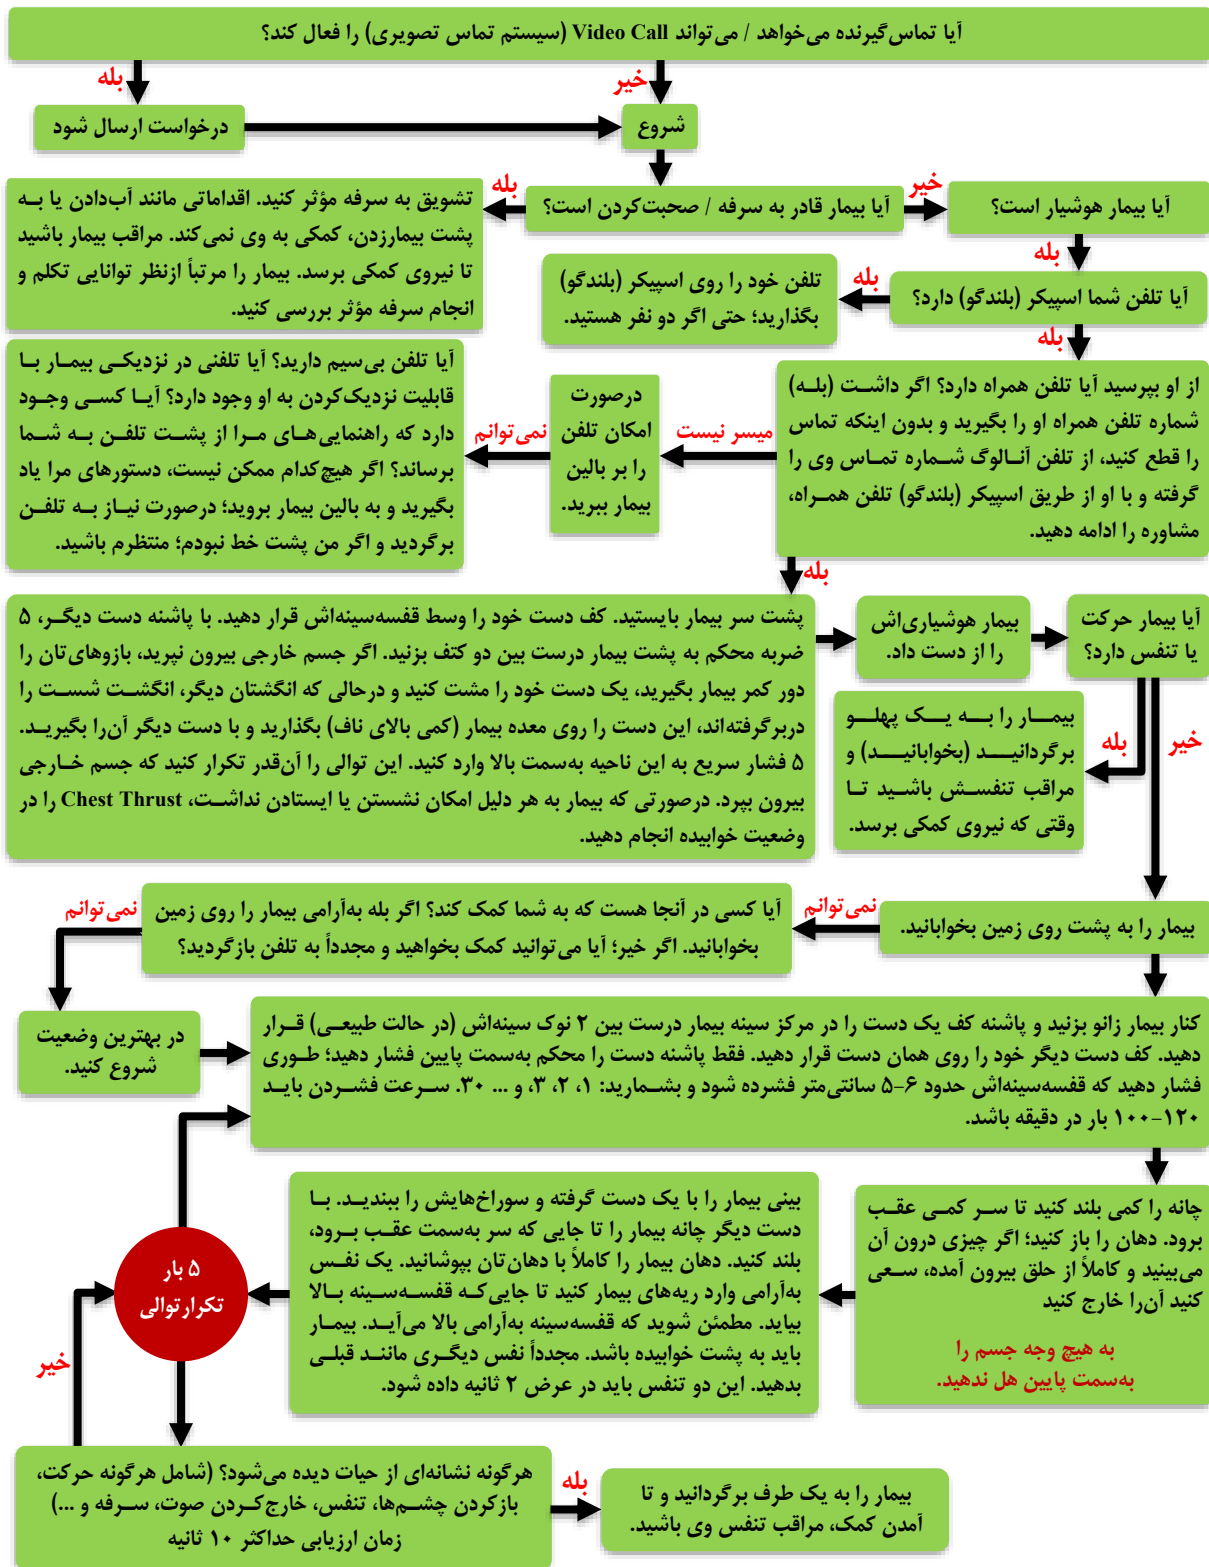 آیا تماس‌گیرنده می‌خواهد / می‌تواند Video Call (سیستم تماس تصویری) را فعال کند؟
خیر
بله
شروع
درخواست ارسال شود
آیا بیمار هوشیار است؟
خیر
آیا بیمار قادر به سرفه / صحبت‌کردن است؟
بله
تشویق به سرفه مؤثر کنید. اقداماتی مانند آب‌دادن یا به
پشت بیمارزدن، کمکی به وی نمی‌کند. مراقب بیمار باشید
تا نیروی کمکی برسد. بیمار را مرتباً ازنظر توانایی تکلم و
انجام سرفه مؤثر بررسی کنید.
بله
آیا تلفن شما اسپیکر (بلندگو) دارد؟
بله
تلفن خود را روی اسپیکر (بلندگو)
بگذارید؛ حتی اگر دو نفر هستید.
بله
از او بپرسید آیا تلفن همراه دارد؟ اگر داشت (بله)
شماره تلفن همراه او را بگیرید و بدون اینکه تماس
را قطع کنید، از تلفن آنالوگ شماره تماس وی را
گرفته و با او از طریق اسپیکر (بلندگو) تلفن همراه،
مشاوره را ادامه دهید.
میسر نیست
درصورت
امکان تلفن
را بر بالین
بیمار ببرید.
نمی‌توانم
آیا تلفن بی‌سیم دارید؟ آیا تلفنی در نزدیکی بیمار با
قابلیت نزدیک‌کردن به او وجود دارد؟ آیا کسی وجود
دارد که راهنمایی‌های مرا از پشت تلفن به شما
برساند؟ اگر هیچ‌کدام ممکن نیست، دستورهای مرا یاد
بگیرید و به بالین بیمار بروید؛ درصورت نیاز به تلفن
برگردید و اگر من پشت خط نبودم؛ منتظرم باشید.
بله
پشت سر بیمار بایستید. کف دست خود را وسط قفسه‌سینه‌اش قرار دهید. با پاشنه دست دیگر، ۵
ضربه محکم به پشت بیمار درست بین دو کتف بزنید. اگر جسم خارجی بیرون نپرید، بازوهای‌تان را
دور کمر بیمار بگیرید، یک دست خود را مشت کنید و درحالی که انگشتان دیگر، انگشت شست را
دربرگرفته‌اند، این دست را روی معده بیمار (کمی بالای ناف) بگذارید و با دست دیگر آن‌را بگیرید.
۵ فشار سریع به این ناحیه به‌سمت بالا وارد کنید. این توالی را آن‌قدر تکرار کنید که جسم خارجی
بیرون بپرد. درصورتی که بیمار به هر دلیل امکان نشستن یا ایستادن نداشت، Chest Thrust را در
وضعیت خوابیده انجام دهید.
بیمار هوشیاری‌اش
را از دست داد.
آیا بیمار حرکت
یا تنفس دارد؟
بله
خیر
بیمار را به یک پهلو
برگردانید (بخوابانید) و
مراقب تنفسش باشید تا
وقتی که نیروی کمکی برسد.
بیمار را به پشت روی زمین بخوابانید.
نمی‌توانم
آیا کسی در آنجا هست که به شما کمک کند؟ اگر بله به‌آرامی بیمار را روی زمین
بخوابانید. اگر خیر؛ آیا می‌توانید کمک بخواهید و مجدداً به تلفن بازگردید؟
نمی‌توانم
در بهترین وضعیت
شروع کنید.
کنار بیمار زانو بزنید و پاشنه کف یک دست را در مرکز سینه بیمار درست بین ۲ نوک سینه‌اش (در حالت طبیعی) قرار
دهید. کف دست دیگر خود را روی همان دست قرار دهید. فقط پاشنه دست را محکم به‌سمت پایین فشار دهید؛ طوری
فشار دهید که قفسه‌سینه‌اش حدود ۶-۵ سانتی‌متر فشرده شود و بشمارید: ۱، ۲، ۳، و ... ۳۰. سرعت فشردن باید
۱۲۰-۱۰۰ بار در دقیقه باشد.
چانه را کمی بلند کنید تا سر کمی عقب
برود. دهان را باز کنید؛ اگر چیزی درون آن
می‌بینید و کاملاً از حلق بیرون آمده، سعی
کنید آن‌را خارج کنید
به هیچ وجه جسم را
به‌سمت پایین هل ندهید.
بینی بیمار را با یک دست گرفته و سوراخ‌هایش را ببندید. با
دست دیگر چانه بیمار را تا جایی که سر به‌سمت عقب برود،
بلند کنید. دهان بیمار را کاملاً با دهان‌تان بپوشانید. یک نفس
به‌آرامی وارد ریه‌های بیمار کنید تا جایی‌که قفسه‌سینه بالا
بیاید. مطمئن شوید که قفسه‌سینه به‌آرامی بالا می‌آید. بیمار
باید به پشت خوابیده باشد. مجدداً نفس دیگری مانند قبلی
بدهید. این دو تنفس باید در عرض ۲ ثانیه داده شود.
۵ بار
تکرارتوالی
خیر
هرگونه نشانه‌ای از حیات دیده می‌شود؟ (شامل هرگونه حرکت،
بازکردن چشم‌ها، تنفس، خارج‌کردن صوت، سرفه و ...)
زمان ارزیابی حداکثر ۱۰ ثانیه
بله
بیمار را به یک طرف برگردانید و تا
آمدن کمک، مراقب تنفس وی باشید.